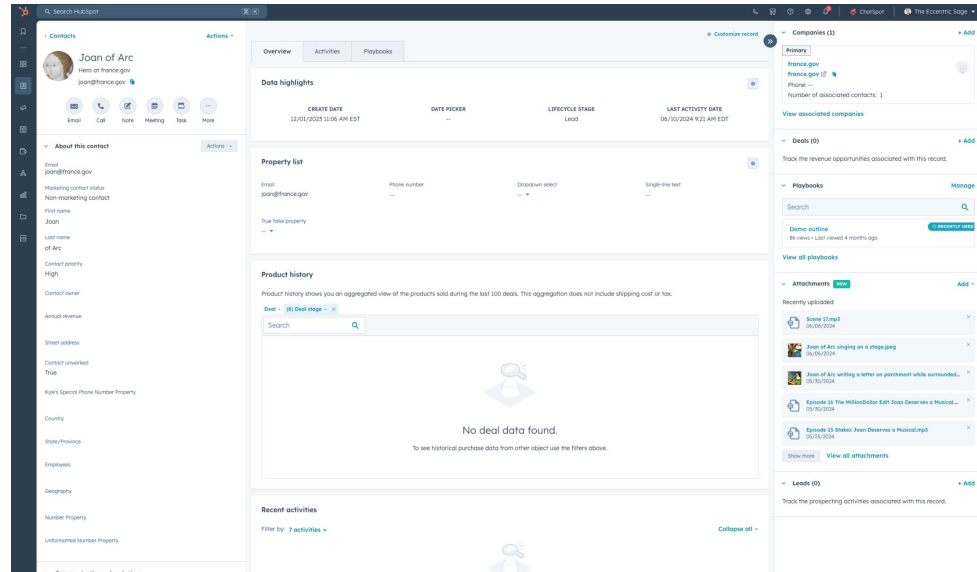 Search HubSpot
ChatSpot
The Eccentric Sage
Contacts
Actions
Joan of Arc
Hero at france.gov
joan@france.gov
Email
Call
Note
Meeting
Task
More
About this contact
Actions
Email
joan@france.gov
Marketing contact status
Non-marketing contact
First name
Joan
Last name
of Arc
Contact priority
High
Contact owner
Annual revenue
Street address
Contact unworked
True
Kyle's Special Phone Number Property
Country
State/Province
Employees
Geography
Number Property
Unformatted Number Property
Customize record
Overview
Activities
Playbooks
Data highlights
CREATE DATE
12/01/2023 11:06 AM EST
DATE PICKER
--
LIFECYCLE STAGE
Lead
LAST ACTIVITY DATE
06/10/2024 9:21 AM EDT
Property list
Email
joan@france.gov
Phone number
--
Dropdown select
--
Single-line text
--
True false property
--
Product history
Product history shows you an aggregated view of the products sold during the last 100 deals. This aggregation does not include shipping cost or tax.
Deal
(6) Deal stage
Search
No deal data found.
To see historical purchase data from other object use the filters above.
Recent activities
Filter by: 7 activities
Collapse all
Companies (1)
+ Add
Primary
france.gov
france.gov
Phone: --
Number of associated contacts: 1
View associated companies
Deals (0)
+ Add
Track the revenue opportunities associated with this record.
Playbooks
Manage
Search
RECENTLY USED
Demo outline
86 views • Last viewed 4 months ago
View all playbooks
Attachments NEW
Add
Recently uploaded
Scene 17.mp3
06/06/2024
Joan of Arc singing on a stage.jpeg
06/06/2024
Joan of Arc writing a letter on parchment while surrounded...
05/30/2024
Episode 16 The MillionDollar Edit Joan Deserves a Musical...
05/30/2024
Episode 15 Stakes Joan Deserves a Musical.mp3
05/23/2024
Show more
View all attachments
Leads (0)
+ Add
Track the prospecting activities associated with this record.